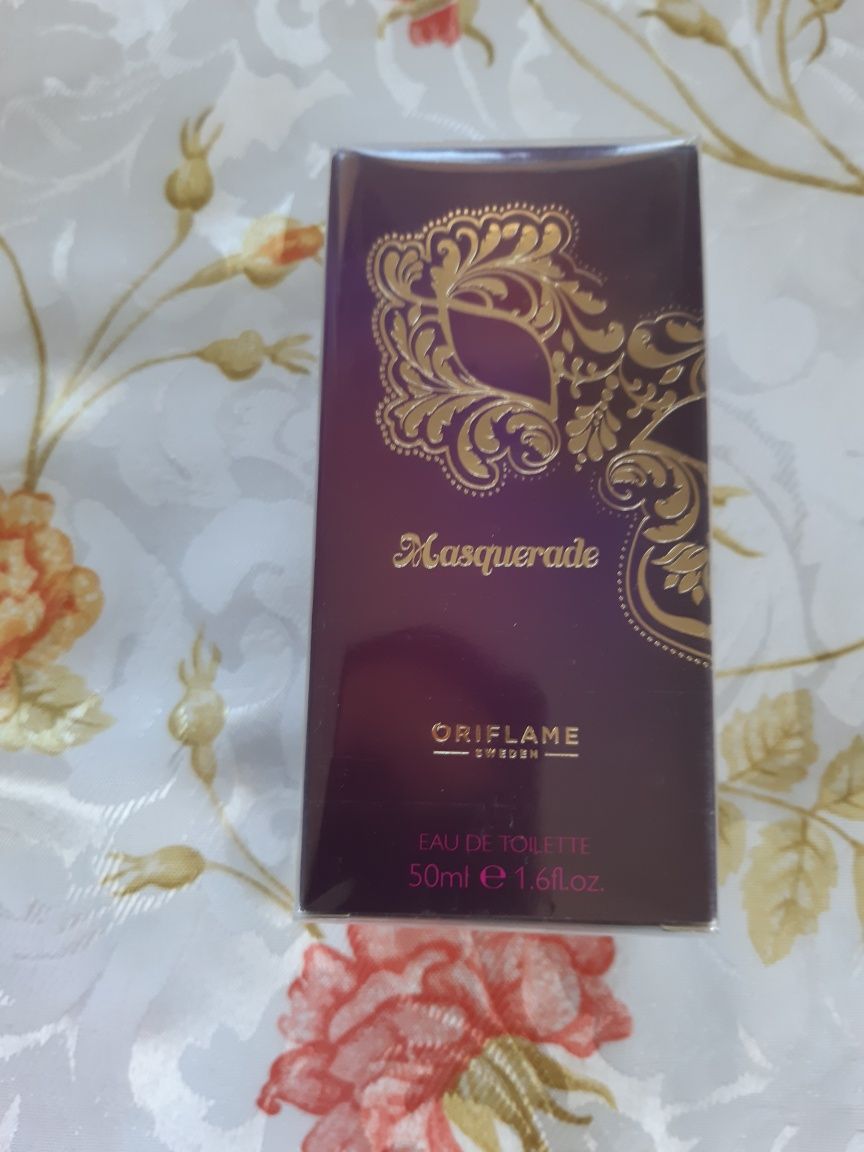 Masquerade
ORIFLAME
SWEDEN
EAU DE TOILETTE
50ml ℮ 1.6fl.oz.